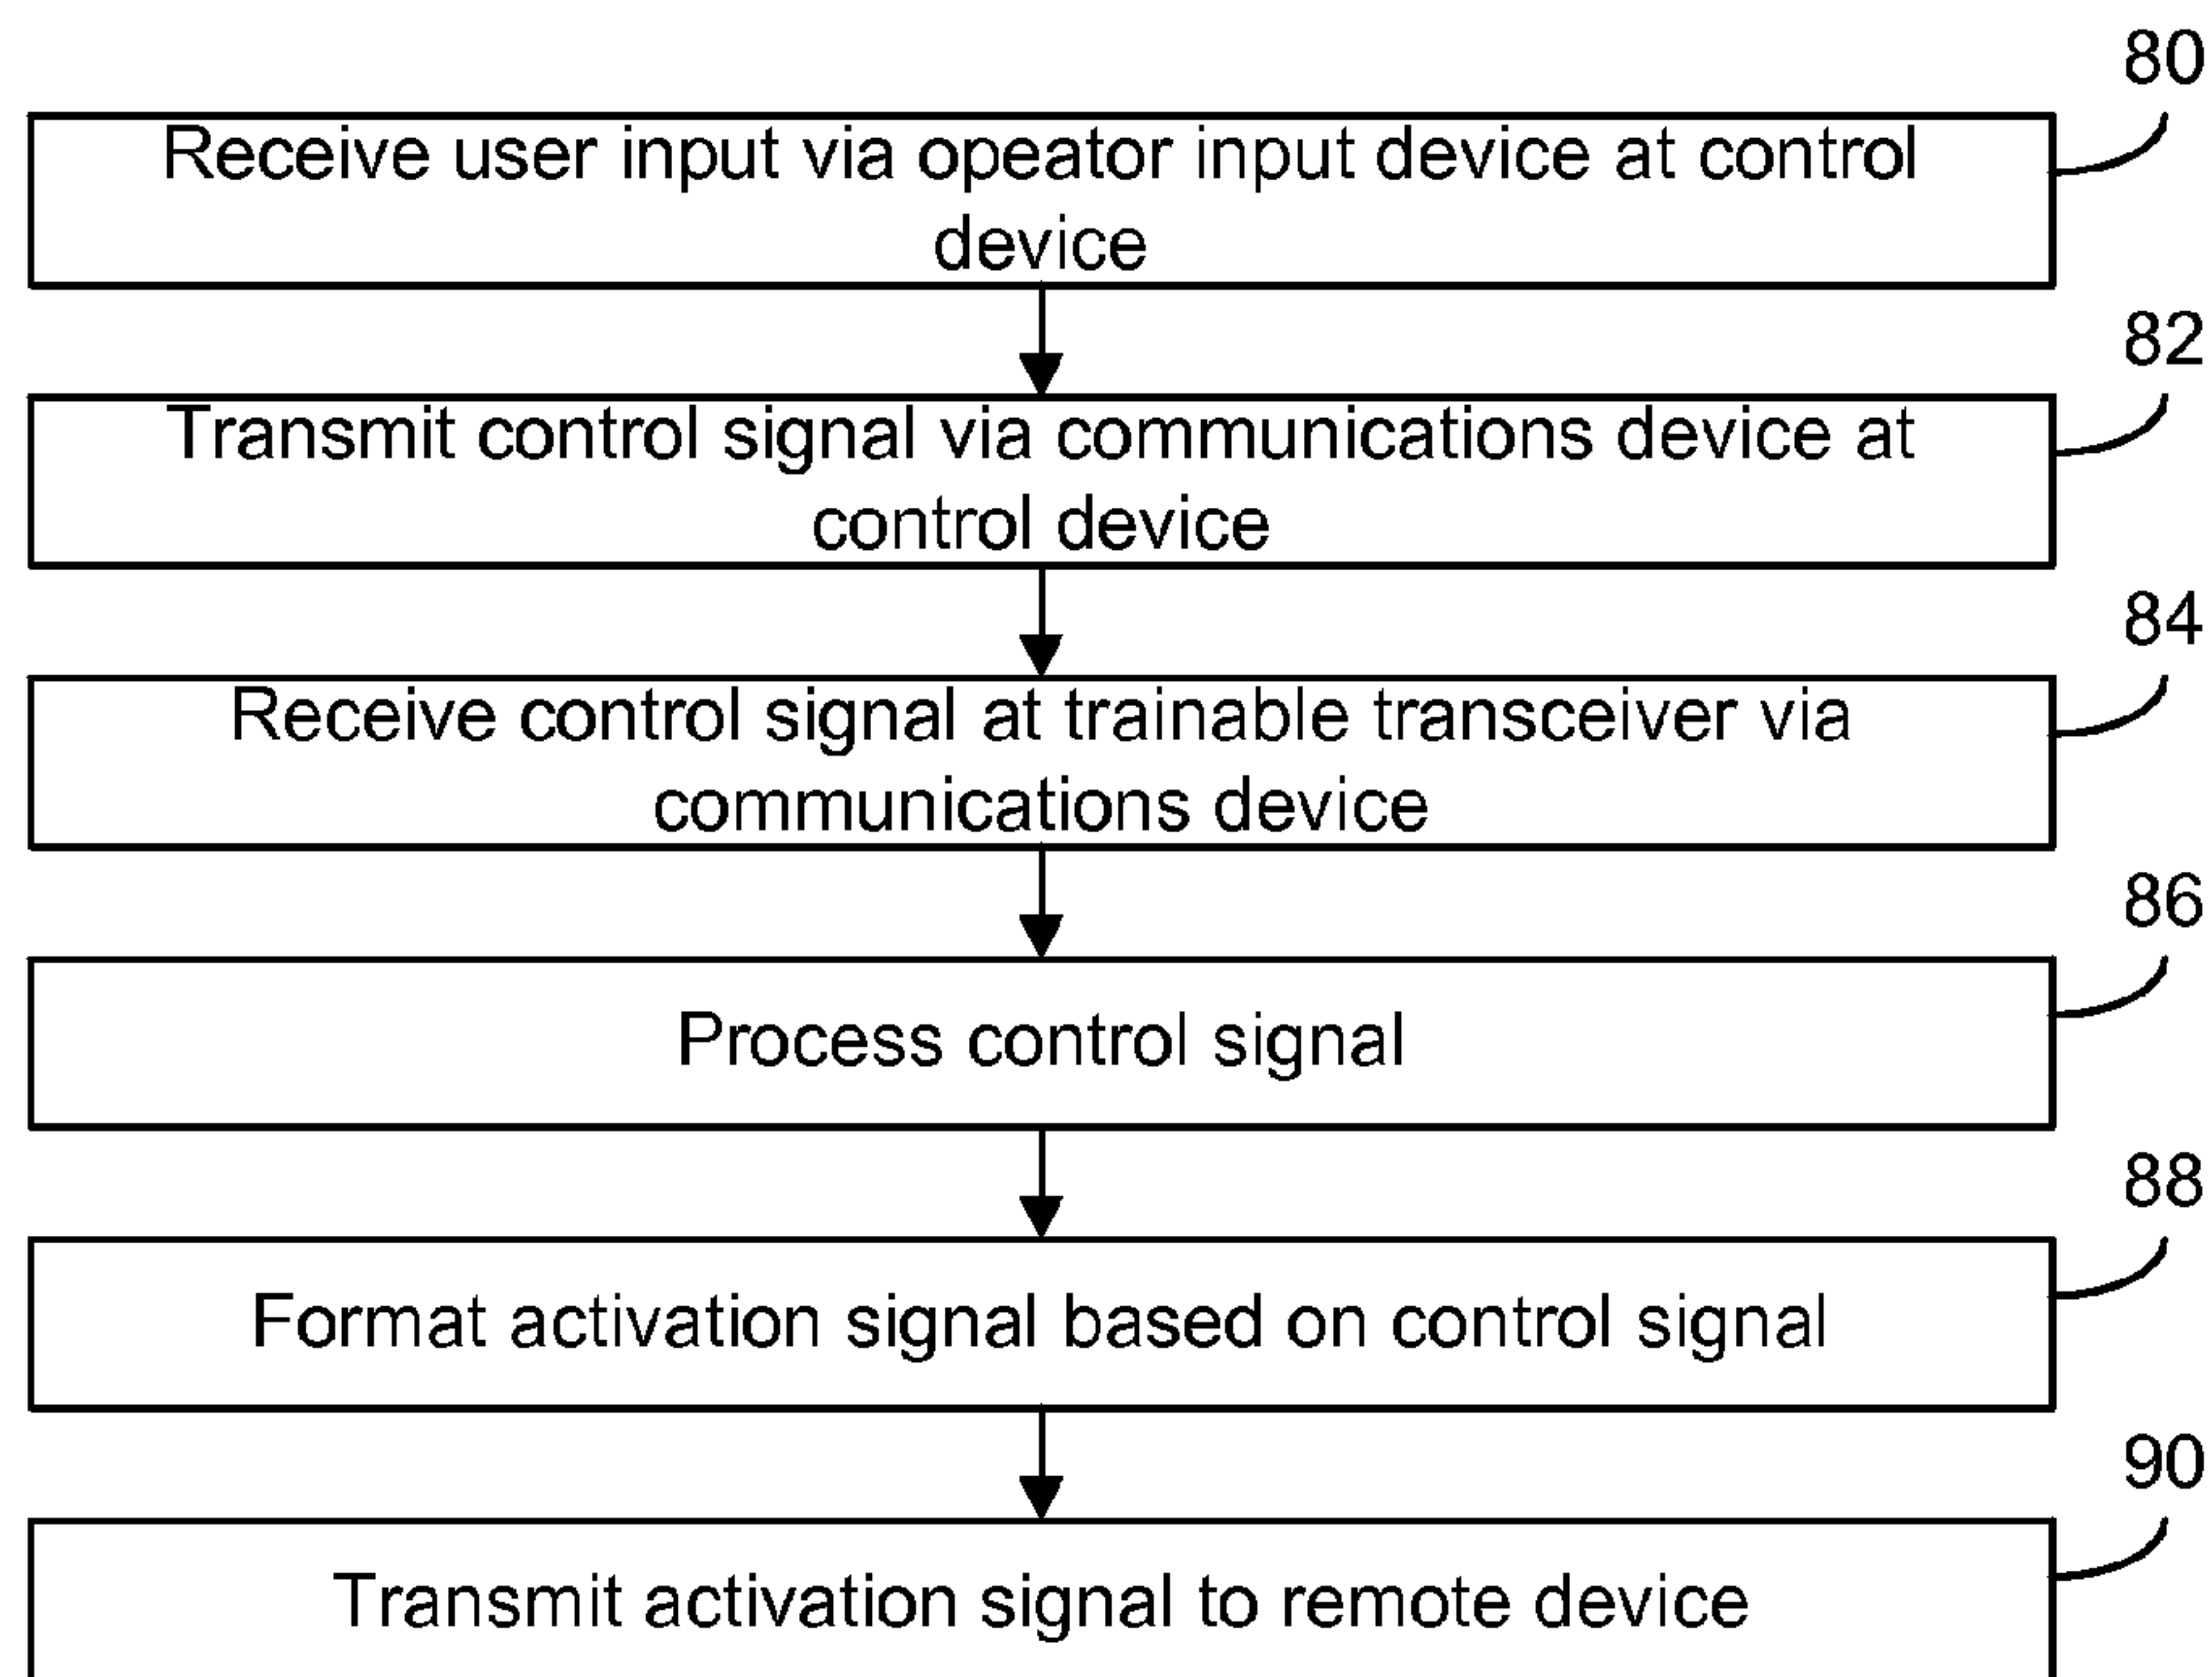 80
Receive user input via opeator input device at control
device
82
Transmit control signal via communications device at
control device
84
Receive control signal at trainable transceiver via
communications device
86
Process control signal
88
Format activation signal based on control signal
90
Transmit activation signal to remote device